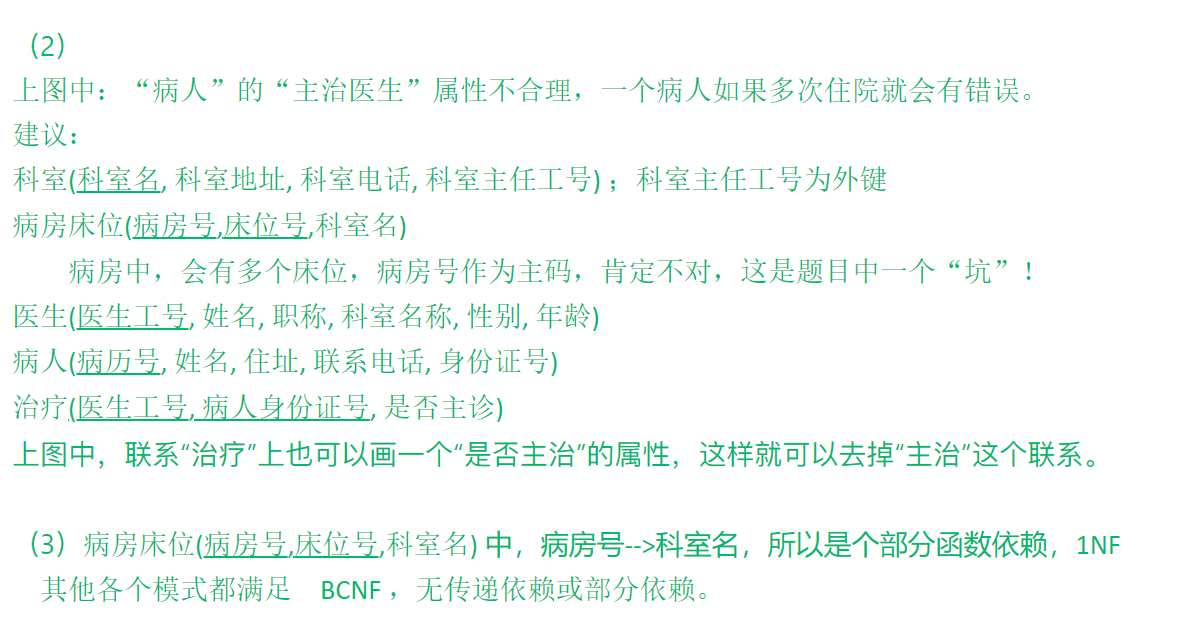 （2）
上图中：“病人”的“主治医生”属性不合理，一个病人如果多次住院就会有错误。
建议：
科室(科室名, 科室地址, 科室电话, 科室主任工号)；科室主任工号为外键
病房床位(病房号,床位号,科室名)
病房中，会有多个床位，病房号作为主码，肯定不对，这是题目中一个“坑”！
医生(医生工号, 姓名, 职称, 科室名称, 性别, 年龄)
病人(病历号, 姓名, 住址, 联系电话, 身份证号)
治疗(医生工号, 病人身份证号, 是否主诊)
上图中，联系“治疗”上也可以画一个“是否主治”的属性，这样就可以去掉“主治”这个联系。
（3）病房床位(病房号,床位号,科室名) 中，病房号-->科室名，所以是个部分函数依赖，1NF
其他各个模式都满足 BCNF ，无传递依赖或部分依赖。